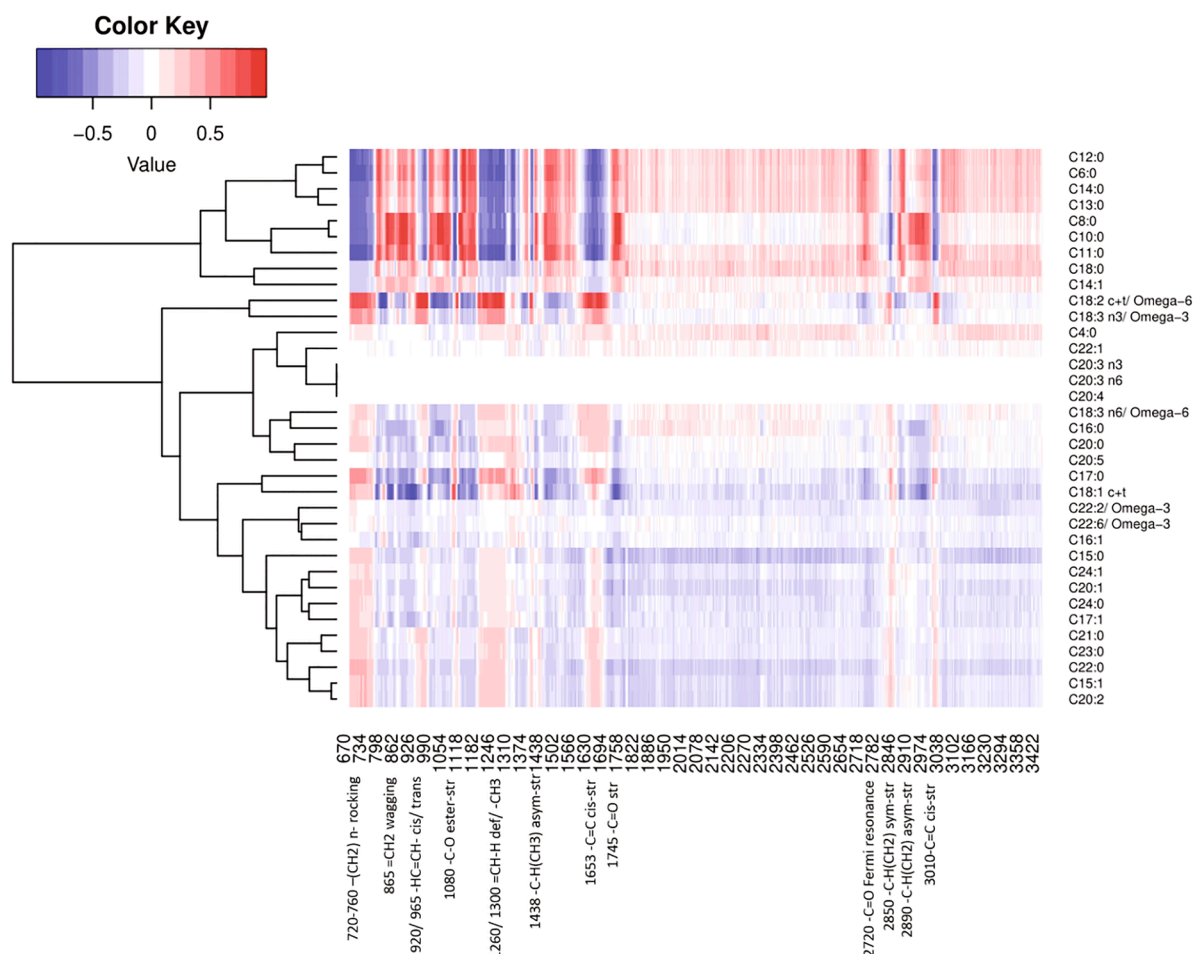 Color Key
−0.5 0 0.5
Value
C12:0
C6:0
C14:0
C13:0
C8:0
C10:0
C11:0
C18:0
C14:1
C18:2 c+t/ Omega−6
C18:3 n3/ Omega−3
C4:0
C22:1
C20:3 n3
C20:3 n6
C20:4
C18:3 n6/ Omega−6
C16:0
C20:0
C20:5
C17:0
C18:1 c+t
C22:2/ Omega−3
C22:6/ Omega−3
C16:1
C15:0
C24:1
C20:1
C24:0
C17:1
C21:0
C23:0
C22:0
C15:1
C20:2
670
734
798
862
926
990
1054
1118
1182
1246
1310
1374
1438
1502
1566
1630
1694
1758
1822
1886
1950
2014
2078
2142
2206
2270
2334
2398
2462
2526
2590
2654
2718
2782
2846
2910
2974
3038
3102
3166
3230
3294
3358
3422
720-760 –(CH2) n- rocking
865 =CH2 wagging
920/ 965 -HC=CH- cis/ trans
1080 -C-O ester-str
.260/ 1300 =CH-H def/ -CH3
1438 -C-H(CH3) asym-str
1653 -C=C cis-str
1745 -C=O str
2720 -C=O Fermi resonance
2850 -C-H(CH2) sym-str
2890 -C-H(CH2) asym-str
3010-C=C cis-str